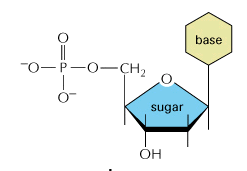 O
base
⁻O—P—O—CH₂
O
O⁻
sugar
OH